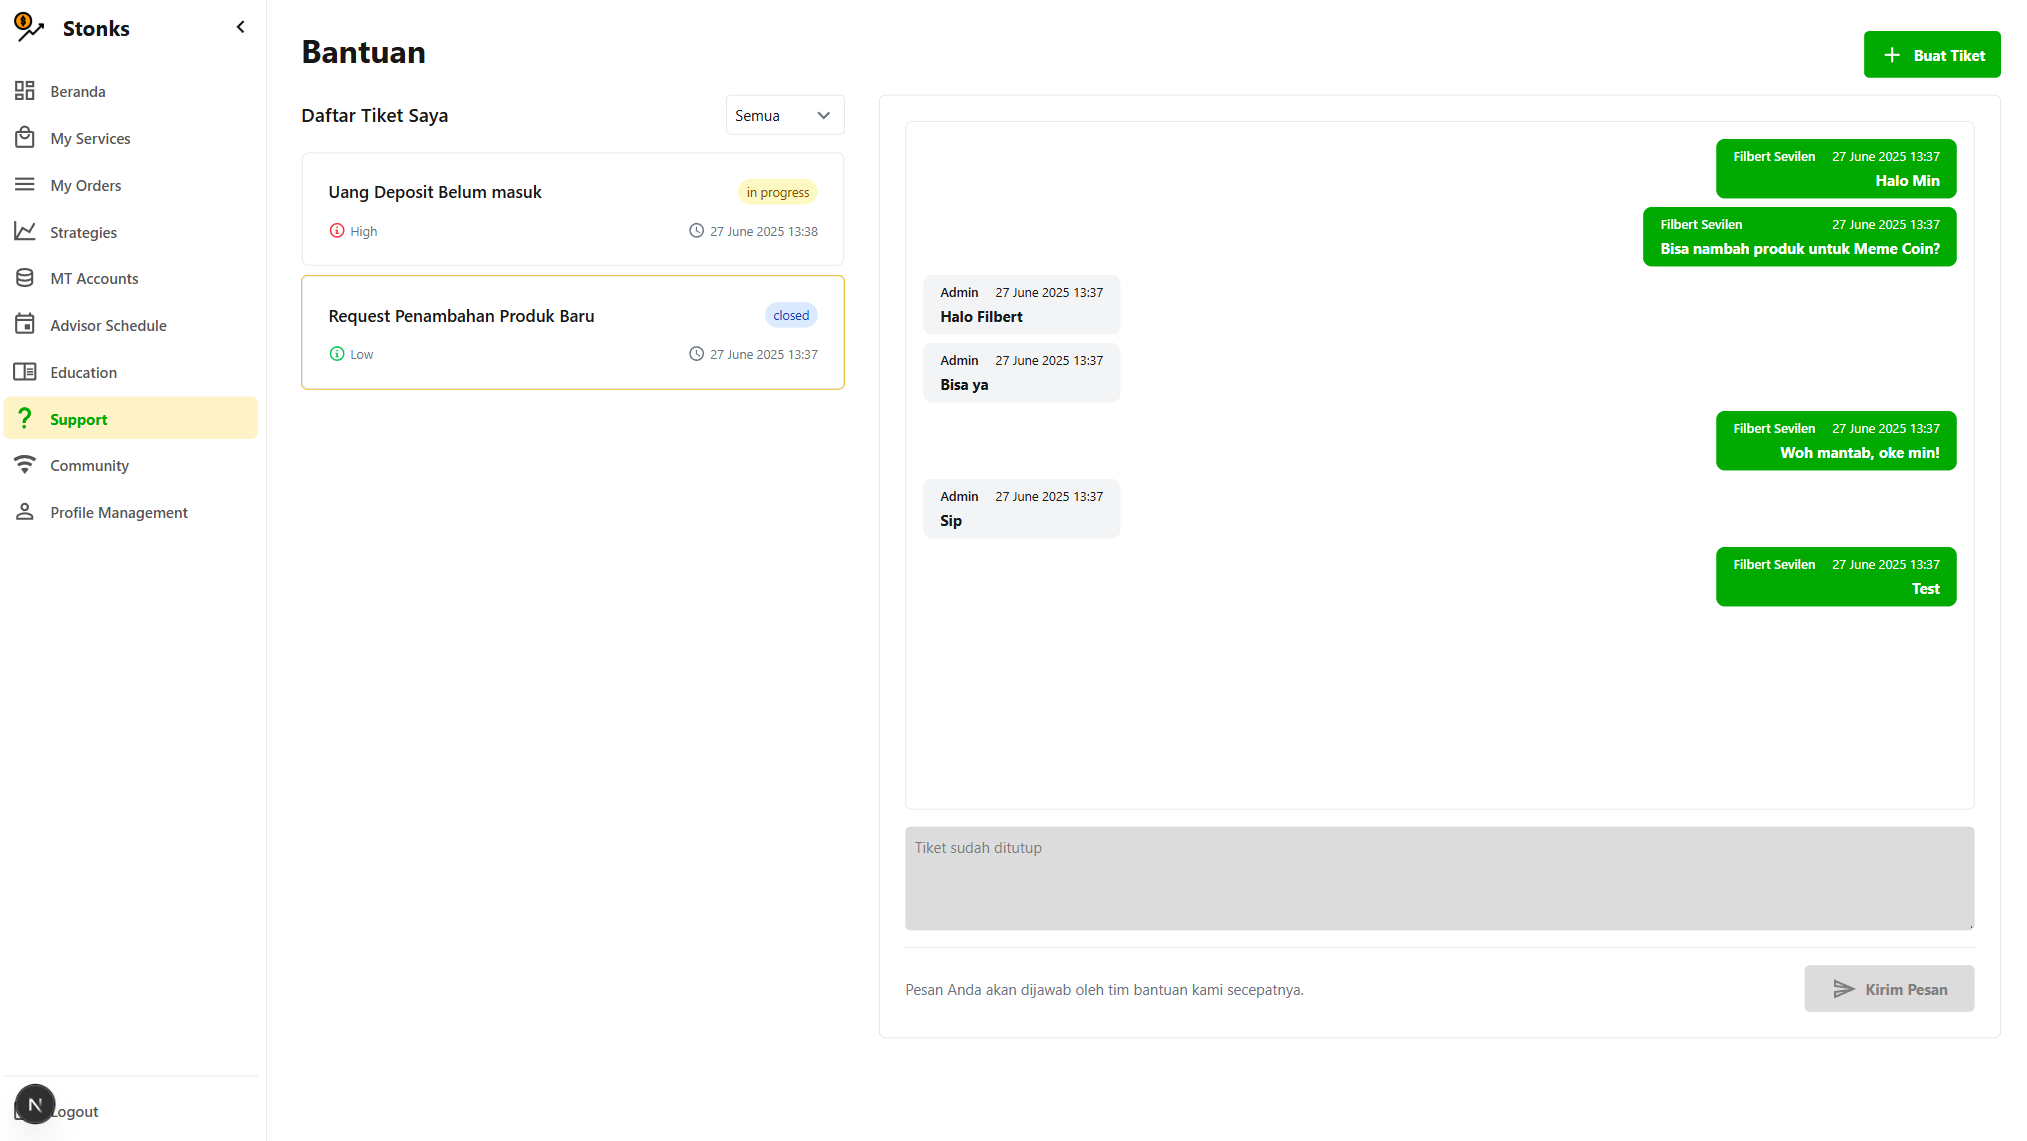 Stonks
Beranda
My Services
My Orders
Strategies
MT Accounts
Advisor Schedule
Education
Support
Community
Profile Management
N
Bantuan
Buat Tiket
Daftar Tiket Saya
Semua
Uang Deposit Belum masuk
in progress
High
27 June 2025 13:38
Request Penambahan Produk Baru
closed
Low
27 June 2025 13:37
Filbert Sevilen 27 June 2025 13:37
Halo Min
Filbert Sevilen 27 June 2025 13:37
Bisa nambah produk untuk Meme Coin?
Admin 27 June 2025 13:37
Halo Filbert
Admin 27 June 2025 13:37
Bisa ya
Filbert Sevilen 27 June 2025 13:37
Woh mantab, oke min!
Admin 27 June 2025 13:37
Sip
Filbert Sevilen 27 June 2025 13:37
Test
Tiket sudah ditutup
Pesan Anda akan dijawab oleh tim bantuan kami secepatnya.
Kirim Pesan